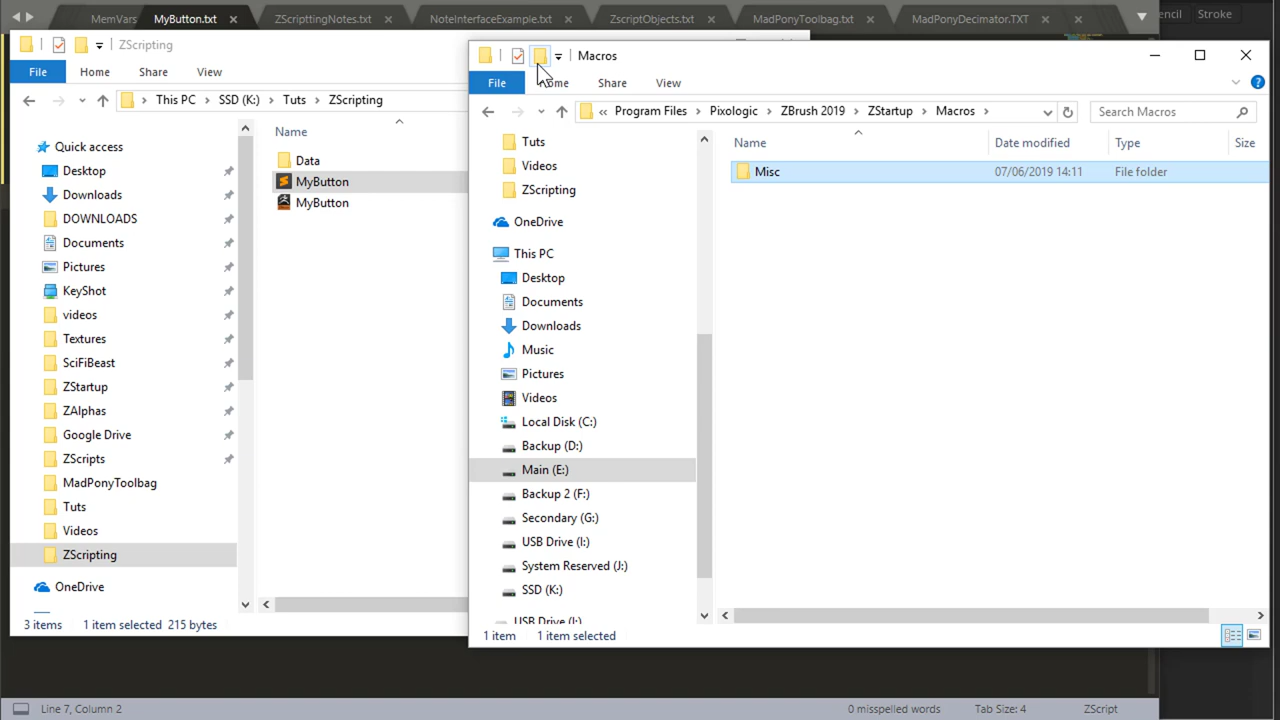 MemVars
MyButton.txt
ZScripttingNotes.txt
NoteInterfaceExample.txt
ZscriptObjects.txt
MadPonyToolbag.txt
MadPonyDecimator.TXT
Stroke
ZScripting
File Home Share View
This PC > SSD (K:) > Tuts > ZScripting
Quick access
Desktop
Downloads
DOWNLOADS
Documents
Pictures
KeyShot
videos
Textures
SciFiBeast
ZStartup
ZAlphas
Google Drive
ZScripts
MadPonyToolbag
Tuts
Videos
ZScripting
OneDrive
Name
Data
MyButton
MyButton
3 items 1 item selected 215 bytes
Macros
File Home Share View
« Program Files > Pixologic > ZBrush 2019 > ZStartup > Macros >
Search Macros
Tuts
Videos
ZScripting
OneDrive
This PC
Desktop
Documents
Downloads
Music
Pictures
Videos
Local Disk (C:)
Backup (D:)
Main (E:)
Backup 2 (F:)
Secondary (G:)
USB Drive (I:)
System Reserved (J:)
SSD (K:)
USB Drive (I:)
Name Date modified Type Size
Misc 07/06/2019 14:11 File folder
1 item 1 item selected
Line 7, Column 2
0 misspelled words
Tab Size: 4
ZScript